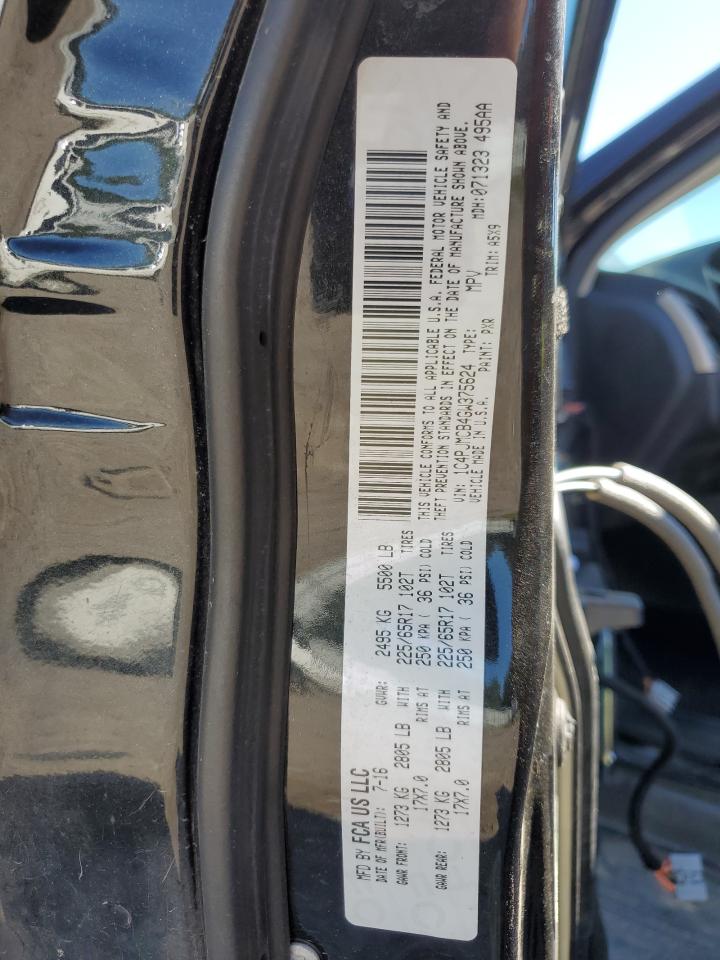 MFD BY FCA US LLC
DATE OF MFR(BUILT): 7-16 GVWR: 2495 KG 5500 LB
GAWR FRONT: 1273 KG 2805 LB WITH 225/65R17 102T TIRES
17X7.0 RIMS AT 250 KPA ( 36 PSI) COLD
GAWR REAR: 1273 KG 2805 LB WITH 225/65R17 102T TIRES
17X7.0 RIMS AT 250 KPA ( 36 PSI) COLD
THIS VEHICLE CONFORMS TO ALL APPLICABLE U.S.A. FEDERAL MOTOR VEHICLE SAFETY AND
THEFT PREVENTION STANDARDS IN EFFECT ON THE DATE OF MANUFACTURE SHOWN ABOVE.
VIN: 1C4PJMCB4GW375624 TYPE: MPV MDH:071323 495AA
VEHICLE MADE IN U.S.A. PAINT: PXR TRIM: A5X9